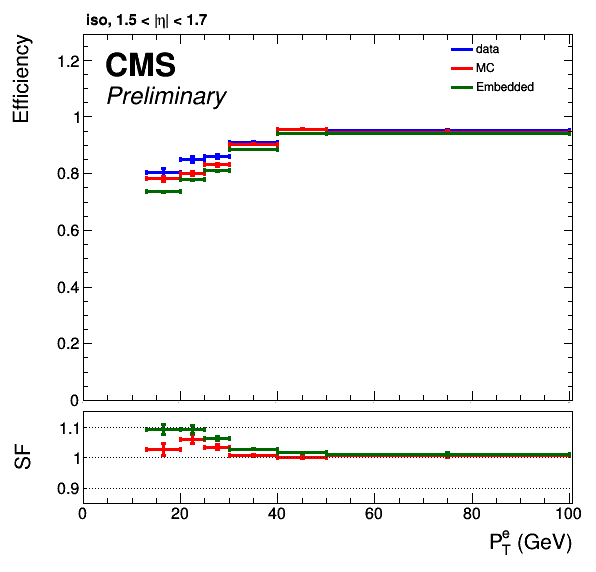 iso, 1.5 < |η| < 1.7
Efficiency
CMS
Preliminary
data
MC
Embedded
1.2
1
0.8
0.6
0.4
0.2
0
SF
1.1
1
0.9
0 20 40 60 80 100
P_T^e (GeV)